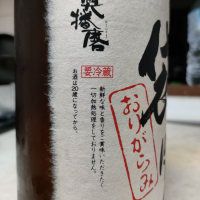 播磨
要冷蔵
新鮮な味と香りをご賞味いただきたく
一切加熱処理をしておりません。
お酒は20歳になってから。
おりがらみ